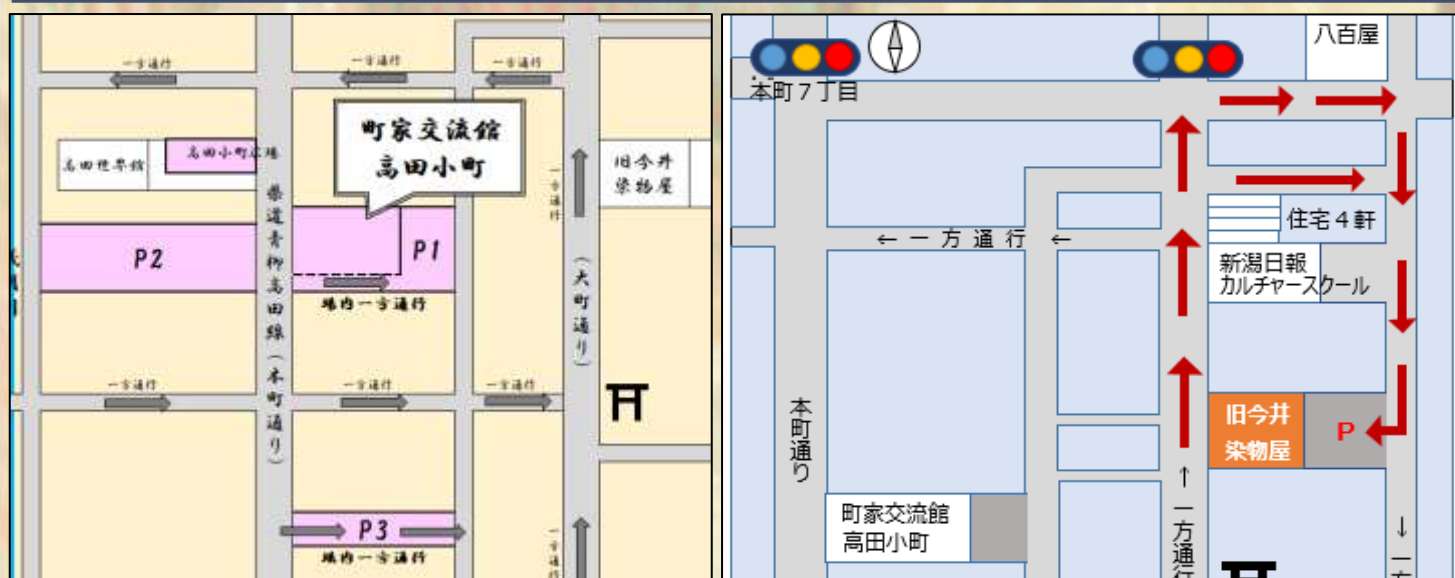 一方通行
一方通行
一方通行
町家交流館
高田小町
高田世界館
高田小町広場
旧今井
染物屋
一方通行
県道青柳高田線(本町通り)
P2
P1
場内一方通行
(大町通り)
一方通行
一方通行
一方通行
P3
場内一方通行
一方通行
八百屋
本町7丁目
住宅4軒
←一方通行←
新潟日報
カルチャースクール
本町通り
旧今井
染物屋
P
町家交流館
高田小町
↑一方通行
↓一方